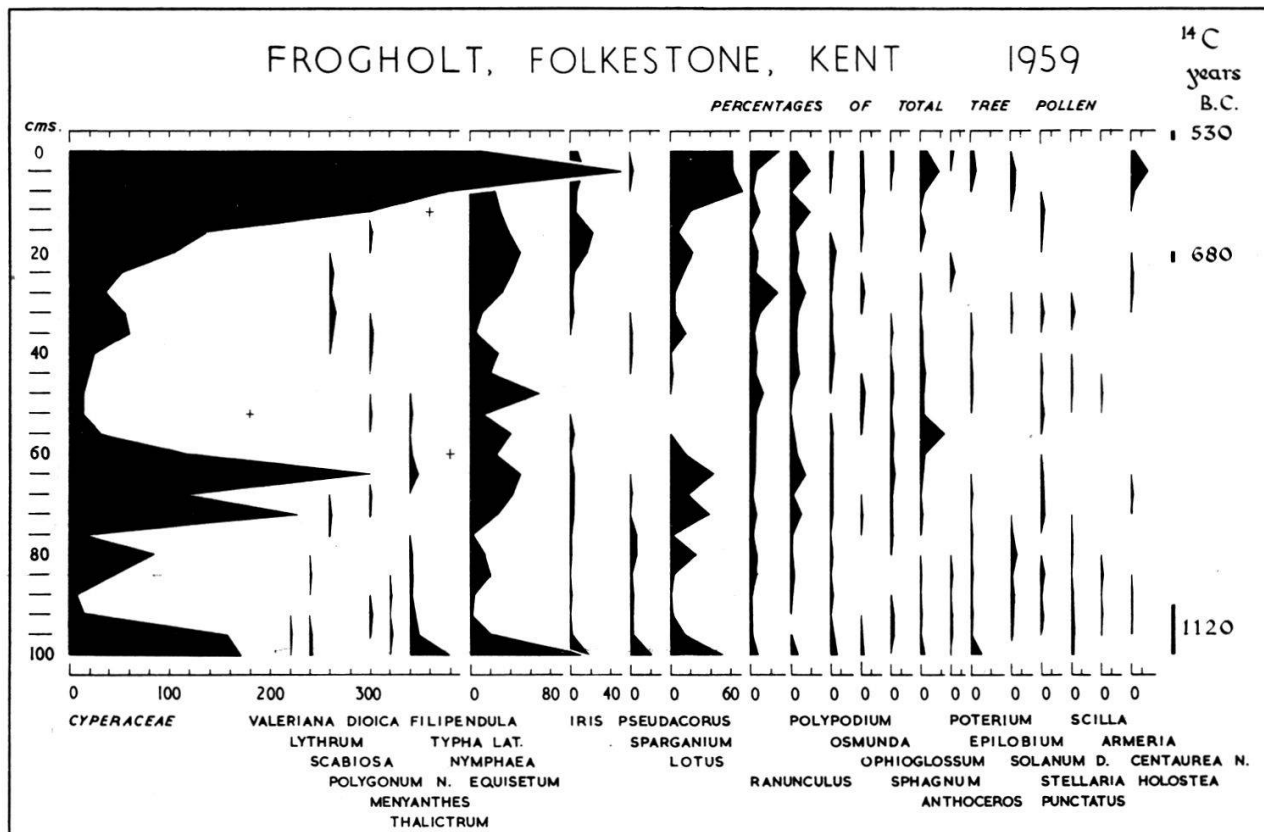 FROGHOLT, FOLKESTONE, KENT 1959
14C
years
B.C.
PERCENTAGES OF TOTAL TREE POLLEN
cms.
530
0
20
680
40
60
80
1120
100
0 100 200 300 0 80 0 40 0 0 60 0 0 0 0 0 0 0 0 0 0 0 0 0
CYPERACEAE VALERIANA DIOICA FILIPENDULA IRIS PSEUDACORUS POLYPODIUM POTERIUM SCILLA
LYTHRUM TYPHA LAT. SPARGANIUM OSMUNDA EPILOBIUM ARMERIA
SCABIOSA NYMPHAEA LOTUS OPHIOGLOSSUM SOLANUM D. CENTAUREA N.
POLYGONUM N. EQUISETUM RANUNCULUS SPHAGNUM STELLARIA HOLOSTEA
MENYANTHES ANTHOCEROS PUNCTATUS
THALICTRUM